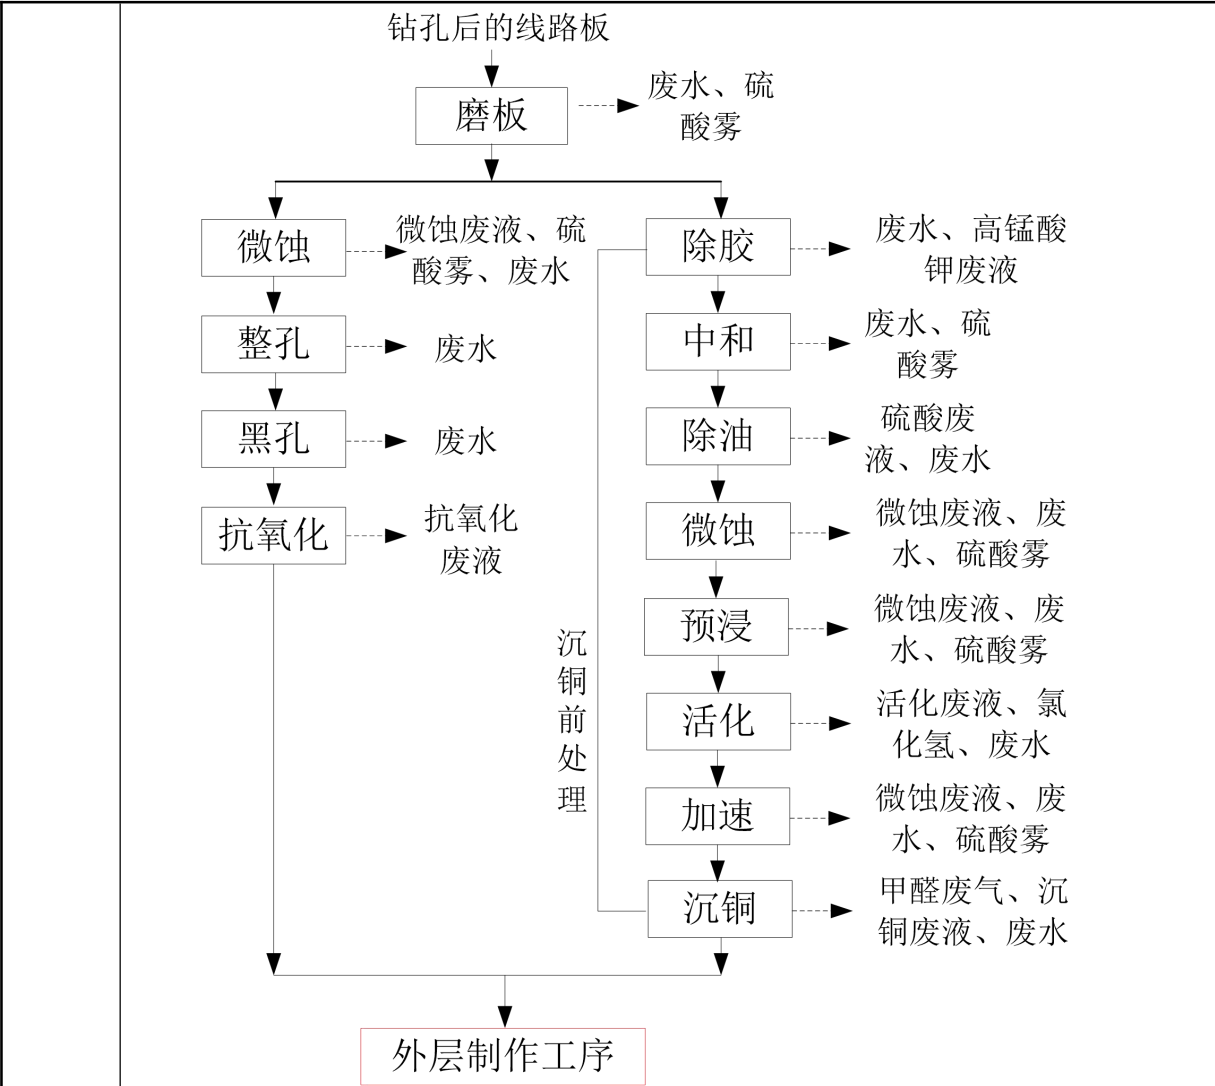 钻孔后的线路板
磨板
废水、硫
酸雾
微蚀
微蚀废液、硫
酸雾、废水
整孔
废水
黑孔
废水
抗氧化
抗氧化
废液
沉
铜
前
处
理
除胶
废水、高锰酸
钾废液
中和
废水、硫
酸雾
除油
硫酸废
液、废水
微蚀
微蚀废液、废
水、硫酸雾
预浸
微蚀废液、废
水、硫酸雾
活化
活化废液、氯
化氢、废水
加速
微蚀废液、废
水、硫酸雾
沉铜
甲醛废气、沉
铜废液、废水
外层制作工序